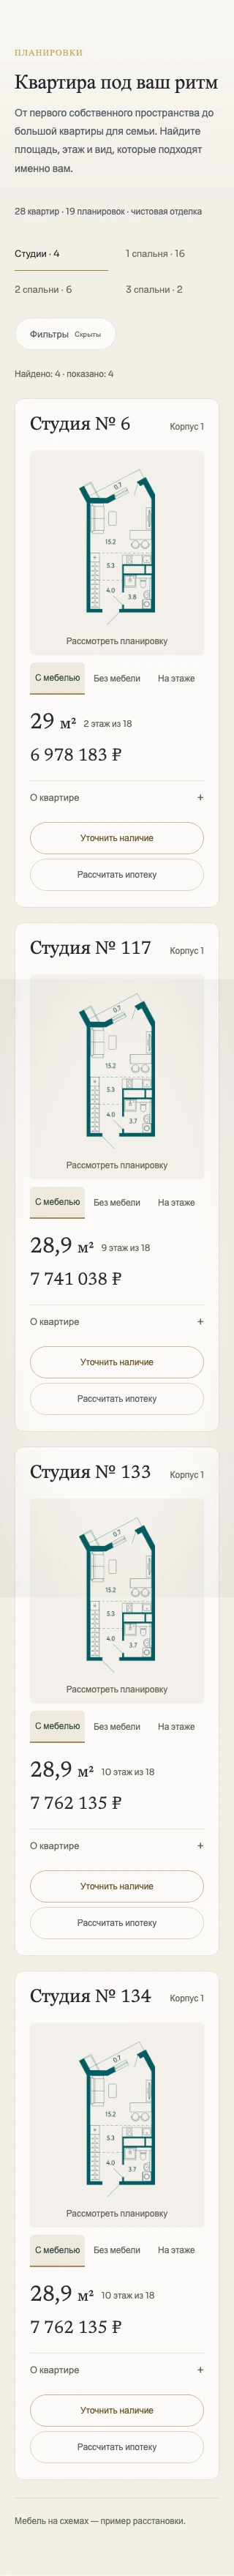 ПЛАНИРОВКИ
Квартира под ваш ритм
От первого собственного пространства до
большой квартиры для семьи. Найдите
площадь, этаж и вид, которые подходят
именно вам.
28 квартир · 19 планировок · чистовая отделка
Студии · 4
1 спальня · 16
2 спальни · 6
3 спальни · 2
Фильтры Скрыты
Найдено: 4 · показано: 4
Студия № 6
Корпус 1
0.7
15.2
5.3
4.0
3.8
Рассмотреть планировку
С мебелью
Без мебели
На этаже
29 м² 2 этаж из 18
6 978 183 ₽
О квартире +
Уточнить наличие
Рассчитать ипотеку
Студия № 117
Корпус 1
0.7
15.2
5.3
4.0
3.7
Рассмотреть планировку
С мебелью
Без мебели
На этаже
28,9 м² 9 этаж из 18
7 741 038 ₽
О квартире +
Уточнить наличие
Рассчитать ипотеку
Студия № 133
Корпус 1
0.7
15.2
5.3
4.0
3.7
Рассмотреть планировку
С мебелью
Без мебели
На этаже
28,9 м² 10 этаж из 18
7 762 135 ₽
О квартире +
Уточнить наличие
Рассчитать ипотеку
Студия № 134
Корпус 1
0.7
15.2
5.3
4.0
3.7
Рассмотреть планировку
С мебелью
Без мебели
На этаже
28,9 м² 10 этаж из 18
7 762 135 ₽
О квартире +
Уточнить наличие
Рассчитать ипотеку
Мебель на схемах — пример расстановки.